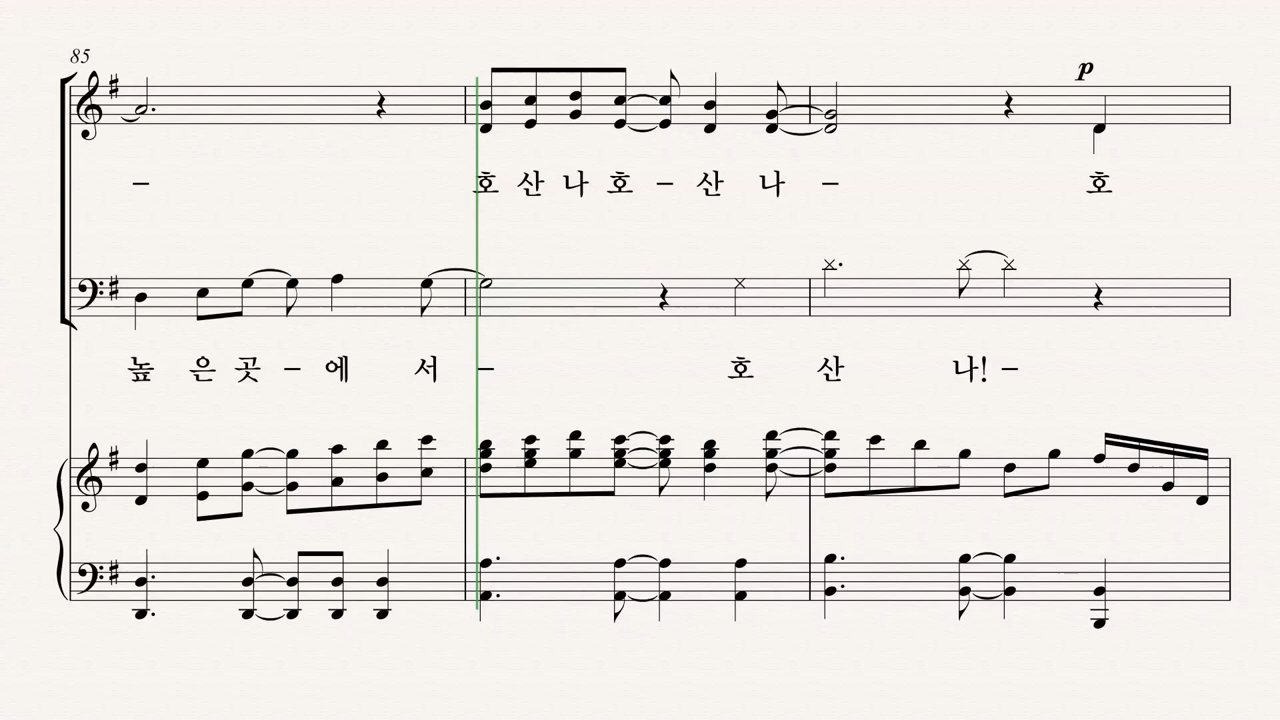 85
p
– 호 산 나 호 – 산 나 – 호
높 은 곳 – 에 서 – 호 산 나! –